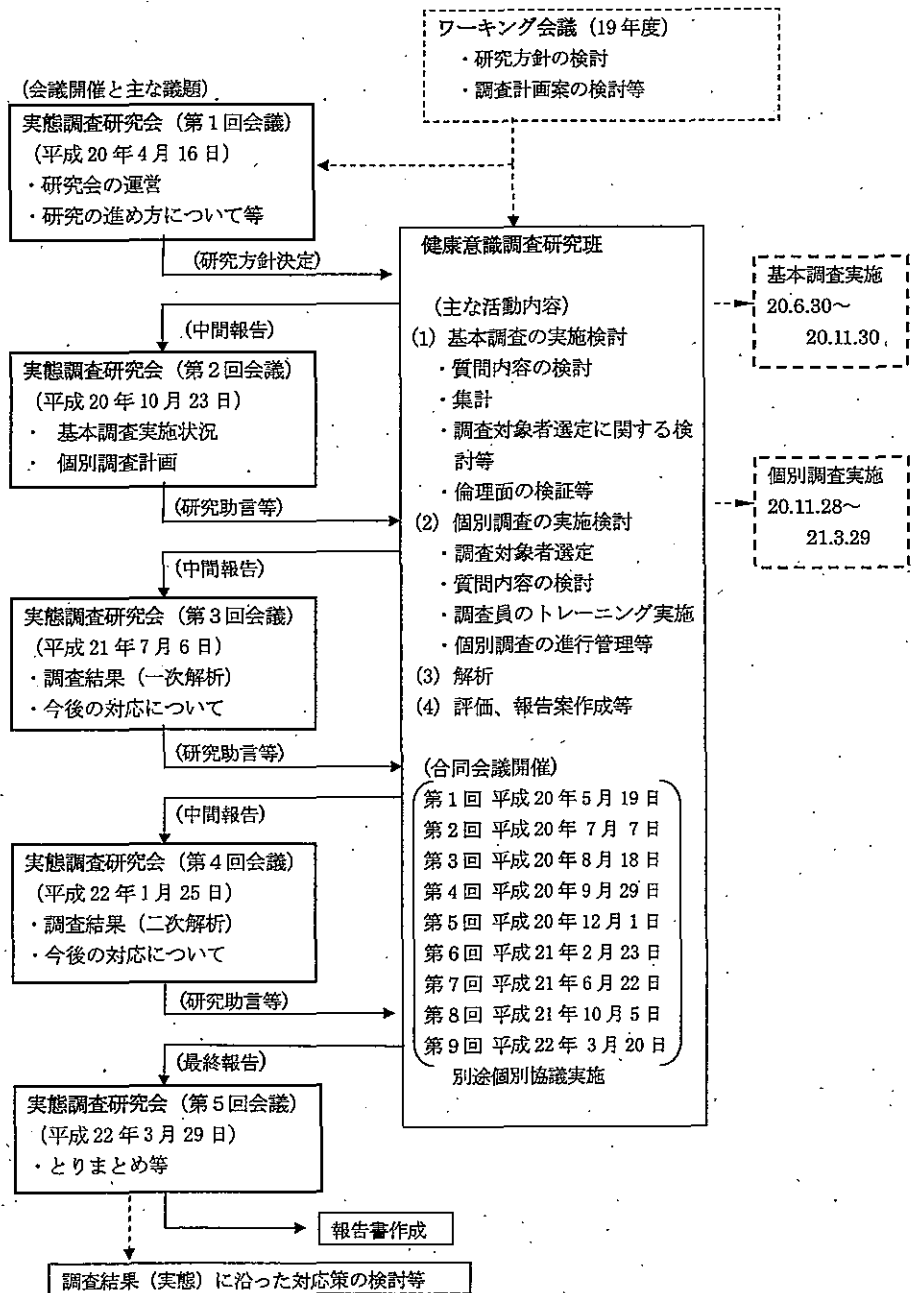 ワーキング会議（19年度）
・研究方針の検討
・調査計画案の検討等
(会議開催と主な議題)
実態調査研究会（第1回会議）
（平成20年4月16日）
・研究会の運営
・研究の進め方について等
(研究方針決定)
(中間報告)
実態調査研究会（第2回会議）
（平成20年10月23日）
・ 基本調査実施状況
・ 個別調査計画
(研究助言等)
(中間報告)
実態調査研究会（第3回会議）
（平成21年7月6日）
・調査結果（一次解析）
・今後の対応について
(研究助言等)
(中間報告)
実態調査研究会（第4回会議）
（平成22年1月25日）
・調査結果（二次解析）
・今後の対応について
(研究助言等)
(最終報告)
実態調査研究会（第5回会議）
（平成22年3月29日）
・とりまとめ等
報告書作成
調査結果（実態）に沿った対応策の検討等
健康意識調査研究班
(主な活動内容)
(1) 基本調査の実施検討
・質問内容の検討
・集計
・調査対象者選定に関する検
討等
・倫理面の検証等
(2) 個別調査の実施検討
・調査対象者選定
・質問内容の検討
・調査員のトレーニング実施
・個別調査の進行管理等
(3) 解析
(4) 評価、報告案作成等
(合同会議開催)
第1回 平成20年5月19日
第2回 平成20年7月7日
第3回 平成20年8月18日
第4回 平成20年9月29日
第5回 平成20年12月1日
第6回 平成21年2月23日
第7回 平成21年6月22日
第8回 平成21年10月5日
第9回 平成22年3月20日
別途個別協議実施
基本調査実施
20.6.30～
20.11.30
個別調査実施
20.11.28～
21.3.29